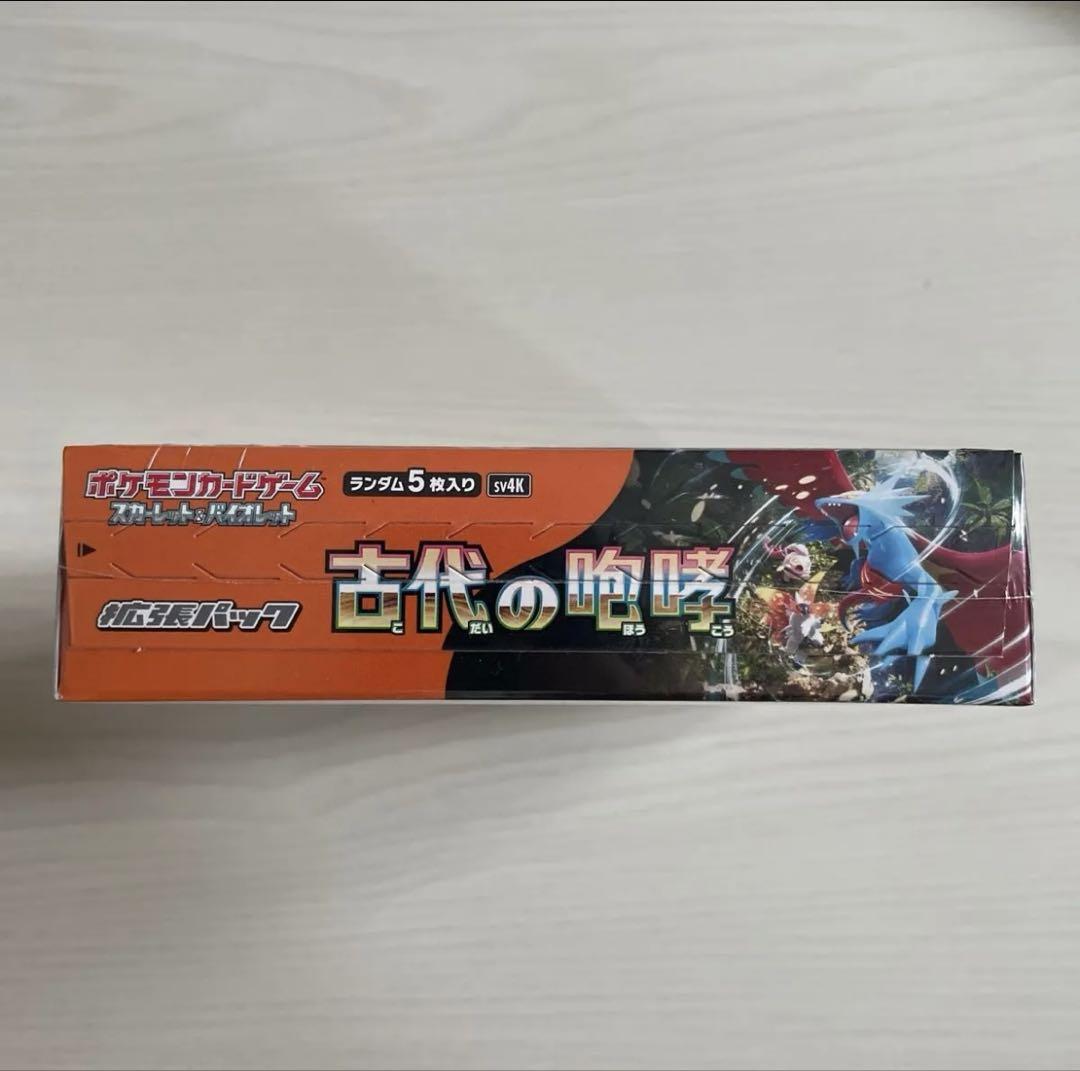 ポケモンカードゲーム
スカーレット&バイオレット
ランダム5枚入り
sv4K
拡張パック
古代の咆哮
こ だい ほう こう